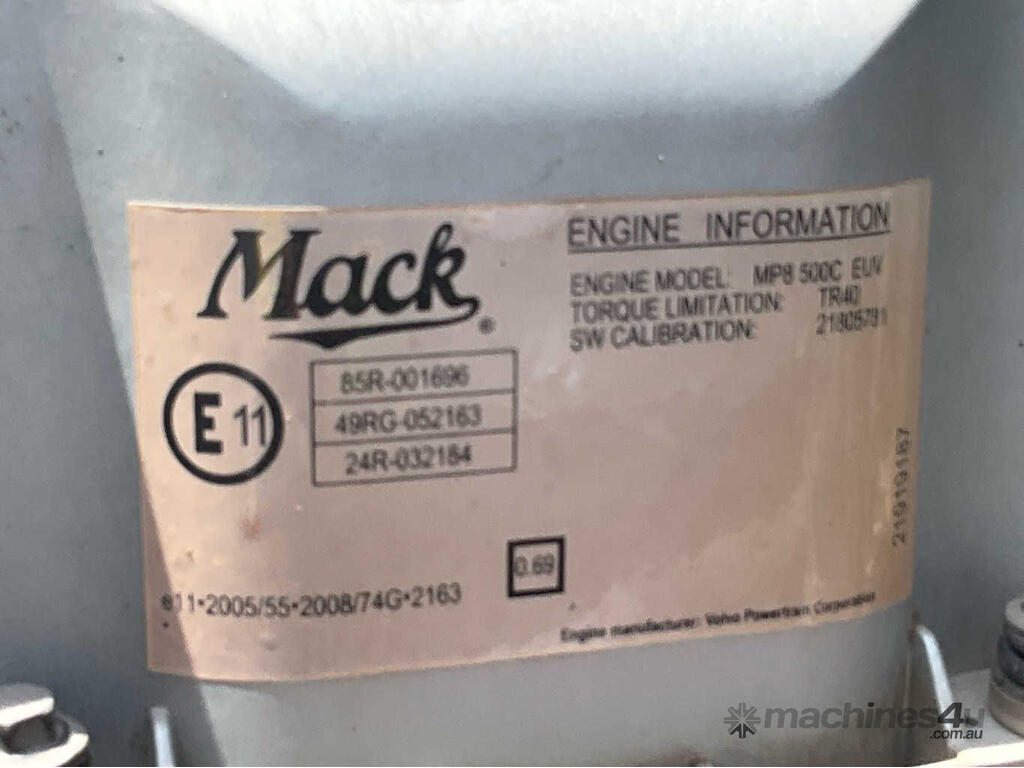 Mack®
E 11
85R-001696
49RG-052163
24R-032184
ENGINE INFORMATION
ENGINE MODEL: MP8 500C EUV
TORQUE LIMITATION: TR40
SW CALIBRATION: 21805781
21919167
0.69
e11*2005/55*2008/74G*2163
Engine manufacturer: Volvo Powertrain Corporation
machines4u
.com.au